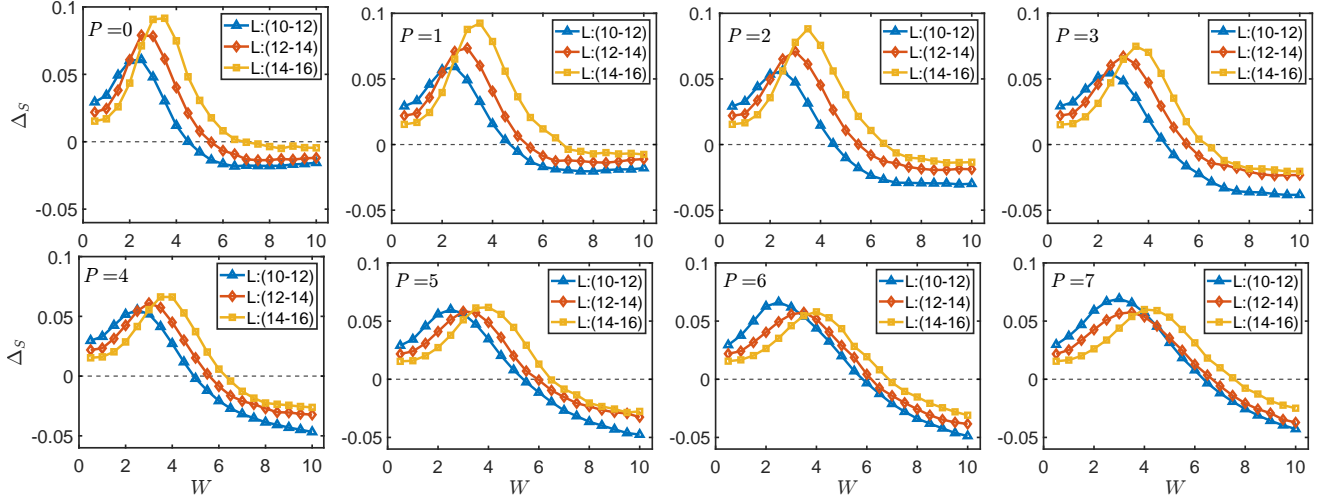 P=0
L:(10-12)
L:(12-14)
L:(14-16)
0.1
0.05
0
-0.05
0 2 4 6 8 10
Δ_S
P=1
L:(10-12)
L:(12-14)
L:(14-16)
0.1
0.05
0
-0.05
0 2 4 6 8 10
P=2
L:(10-12)
L:(12-14)
L:(14-16)
0.1
0.05
0
-0.05
0 2 4 6 8 10
P=3
L:(10-12)
L:(12-14)
L:(14-16)
0.1
0.05
0
-0.05
0 2 4 6 8 10
P=4
L:(10-12)
L:(12-14)
L:(14-16)
0.1
0.05
0
-0.05
0 2 4 6 8 10
Δ_S
W
P=5
L:(10-12)
L:(12-14)
L:(14-16)
0.1
0.05
0
-0.05
0 2 4 6 8 10
W
P=6
L:(10-12)
L:(12-14)
L:(14-16)
0.1
0.05
0
-0.05
0 2 4 6 8 10
W
P=7
L:(10-12)
L:(12-14)
L:(14-16)
0.1
0.05
0
-0.05
0 2 4 6 8 10
W